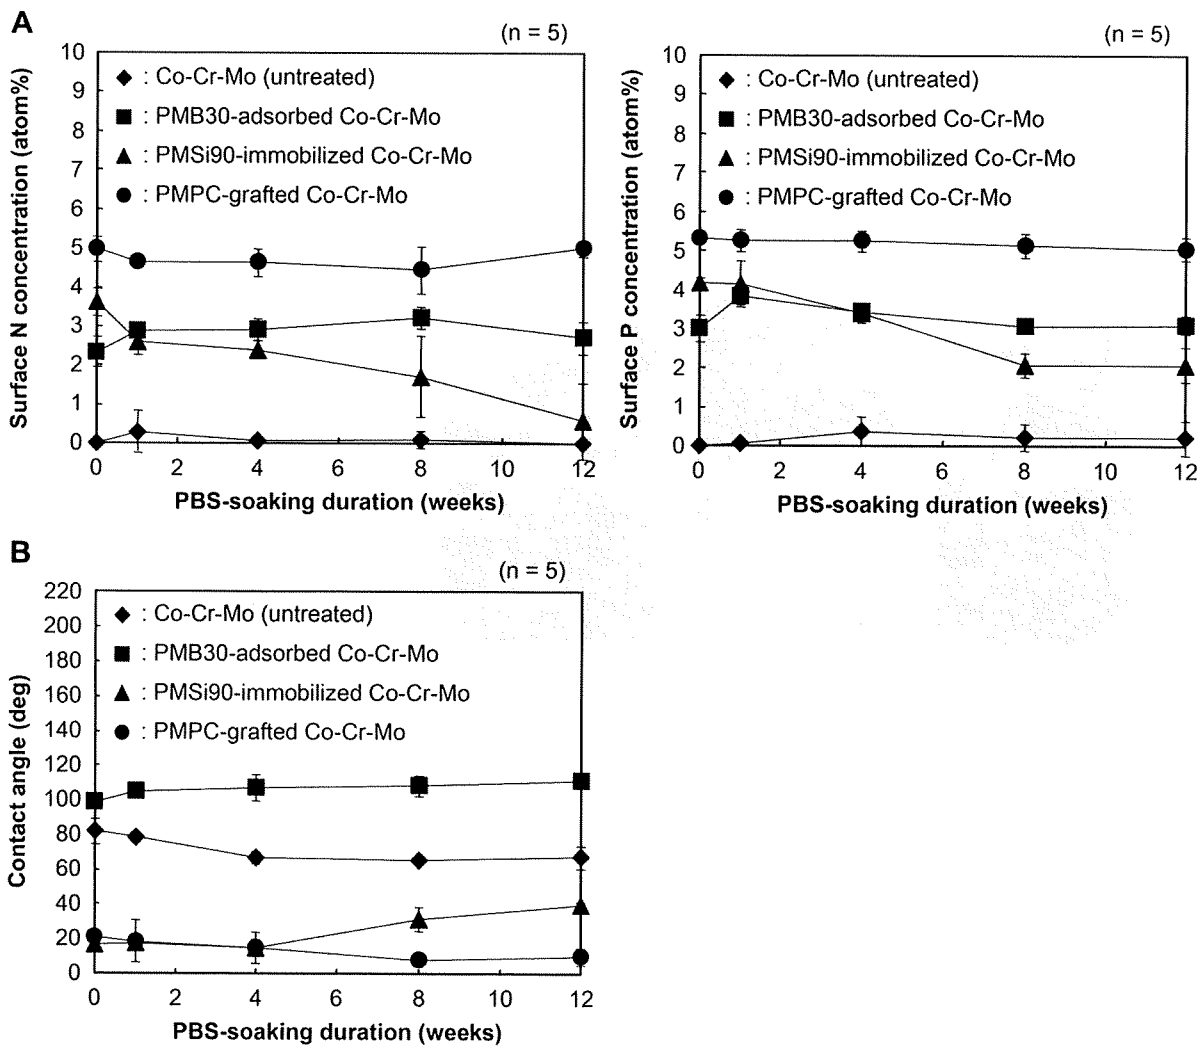 A
(n = 5)
10
9
8
7
6
5
4
3
2
1
0
Surface N concentration (atom%)
: Co-Cr-Mo (untreated)
: PMB30-adsorbed Co-Cr-Mo
: PMSi90-immobilized Co-Cr-Mo
: PMPC-grafted Co-Cr-Mo
0 2 4 6 8 10 12
PBS-soaking duration (weeks)
(n = 5)
10
9
8
7
6
5
4
3
2
1
0
Surface P concentration (atom%)
: Co-Cr-Mo (untreated)
: PMB30-adsorbed Co-Cr-Mo
: PMSi90-immobilized Co-Cr-Mo
: PMPC-grafted Co-Cr-Mo
0 2 4 6 8 10 12
PBS-soaking duration (weeks)
B
(n = 5)
220
200
180
160
140
120
100
80
60
40
20
0
Contact angle (deg)
: Co-Cr-Mo (untreated)
: PMB30-adsorbed Co-Cr-Mo
: PMSi90-immobilized Co-Cr-Mo
: PMPC-grafted Co-Cr-Mo
0 2 4 6 8 10 12
PBS-soaking duration (weeks)